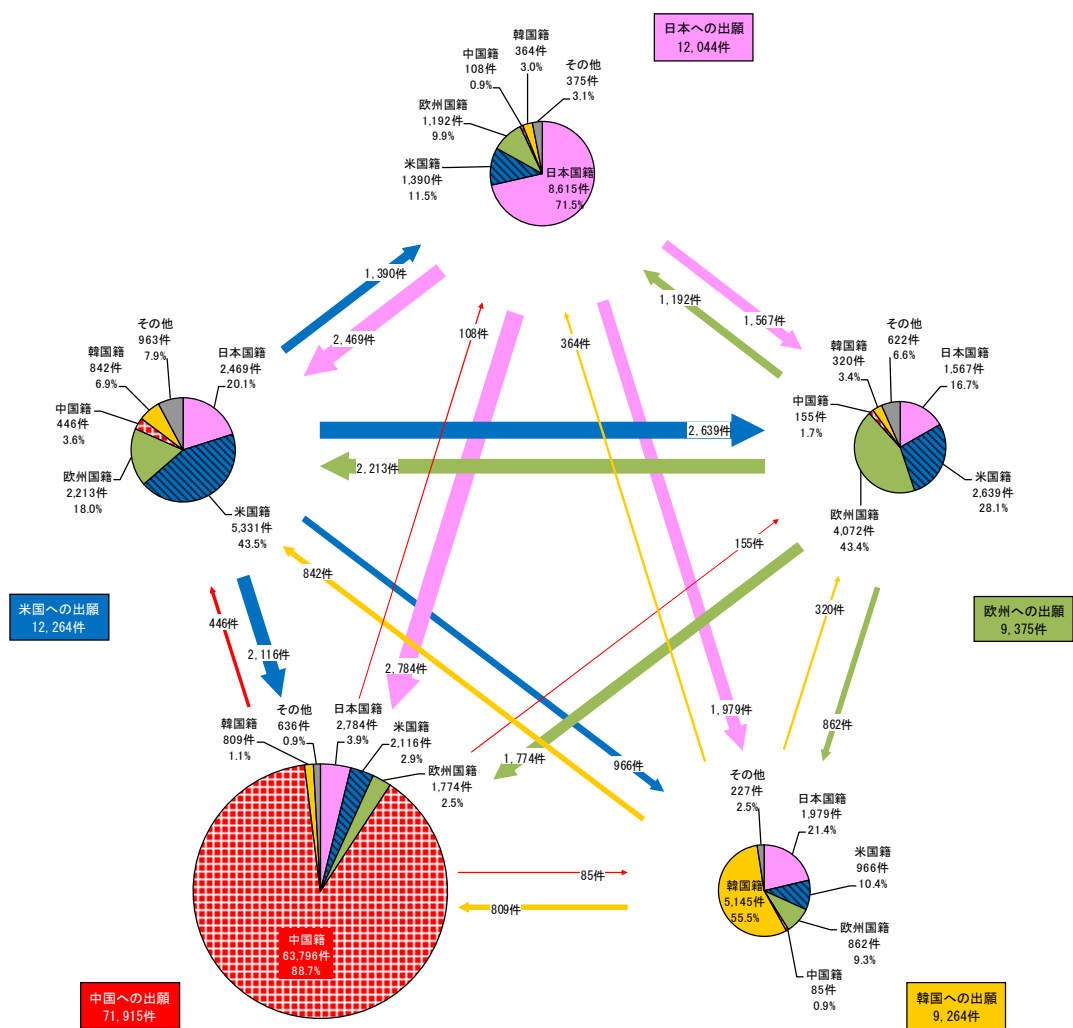 日本への出願
12,044件
韓国籍
364件
3.0%
中国籍
108件
0.9%
その他
375件
3.1%
欧州国籍
1,192件
9.9%
米国籍
1,390件
11.5%
日本国籍
8,615件
71.5%
1,390件
2,469件
108件
364件
1,192件
1,567件
その他
963件
7.9%
韓国籍
842件
6.9%
日本国籍
2,469件
20.1%
中国籍
446件
3.6%
欧州国籍
2,213件
18.0%
米国籍
5,331件
43.5%
その他
622件
6.6%
韓国籍
320件
3.4%
日本国籍
1,567件
16.7%
中国籍
155件
1.7%
米国籍
2,639件
28.1%
欧州国籍
4,072件
43.4%
2,639件
2,213件
155件
842件
米国への出願
12,264件
欧州への出願
9,375件
446件
2,116件
320件
2,784件
1,979件
862件
1,774件
966件
韓国籍
809件
1.1%
その他
636件
0.9%
日本国籍
2,784件
3.9%
米国籍
2,116件
2.9%
欧州国籍
1,774件
2.5%
中国籍
63,796件
88.7%
その他
227件
2.5%
日本国籍
1,979件
21.4%
米国籍
966件
10.4%
韓国籍
5,145件
55.5%
欧州国籍
862件
9.3%
中国籍
85件
0.9%
85件
809件
中国への出願
71,915件
韓国への出願
9,264件